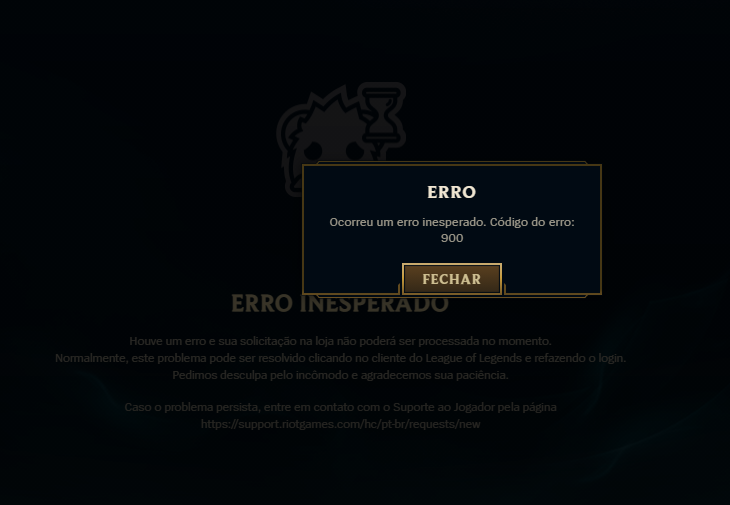 ERRO
Ocorreu um erro inesperado. Código do erro:
900
FECHAR
ERRO INESPERADO
Houve um erro e sua solicitação na loja não poderá ser processada no momento.
Normalmente, este problema pode ser resolvido clicando no cliente do League of Legends e refazendo o login.
Pedimos desculpa pelo incômodo e agradecemos sua paciência.
Caso o problema persista, entre em contato com o Suporte ao Jogador pela página
https://support.riotgames.com/hc/pt-br/requests/new